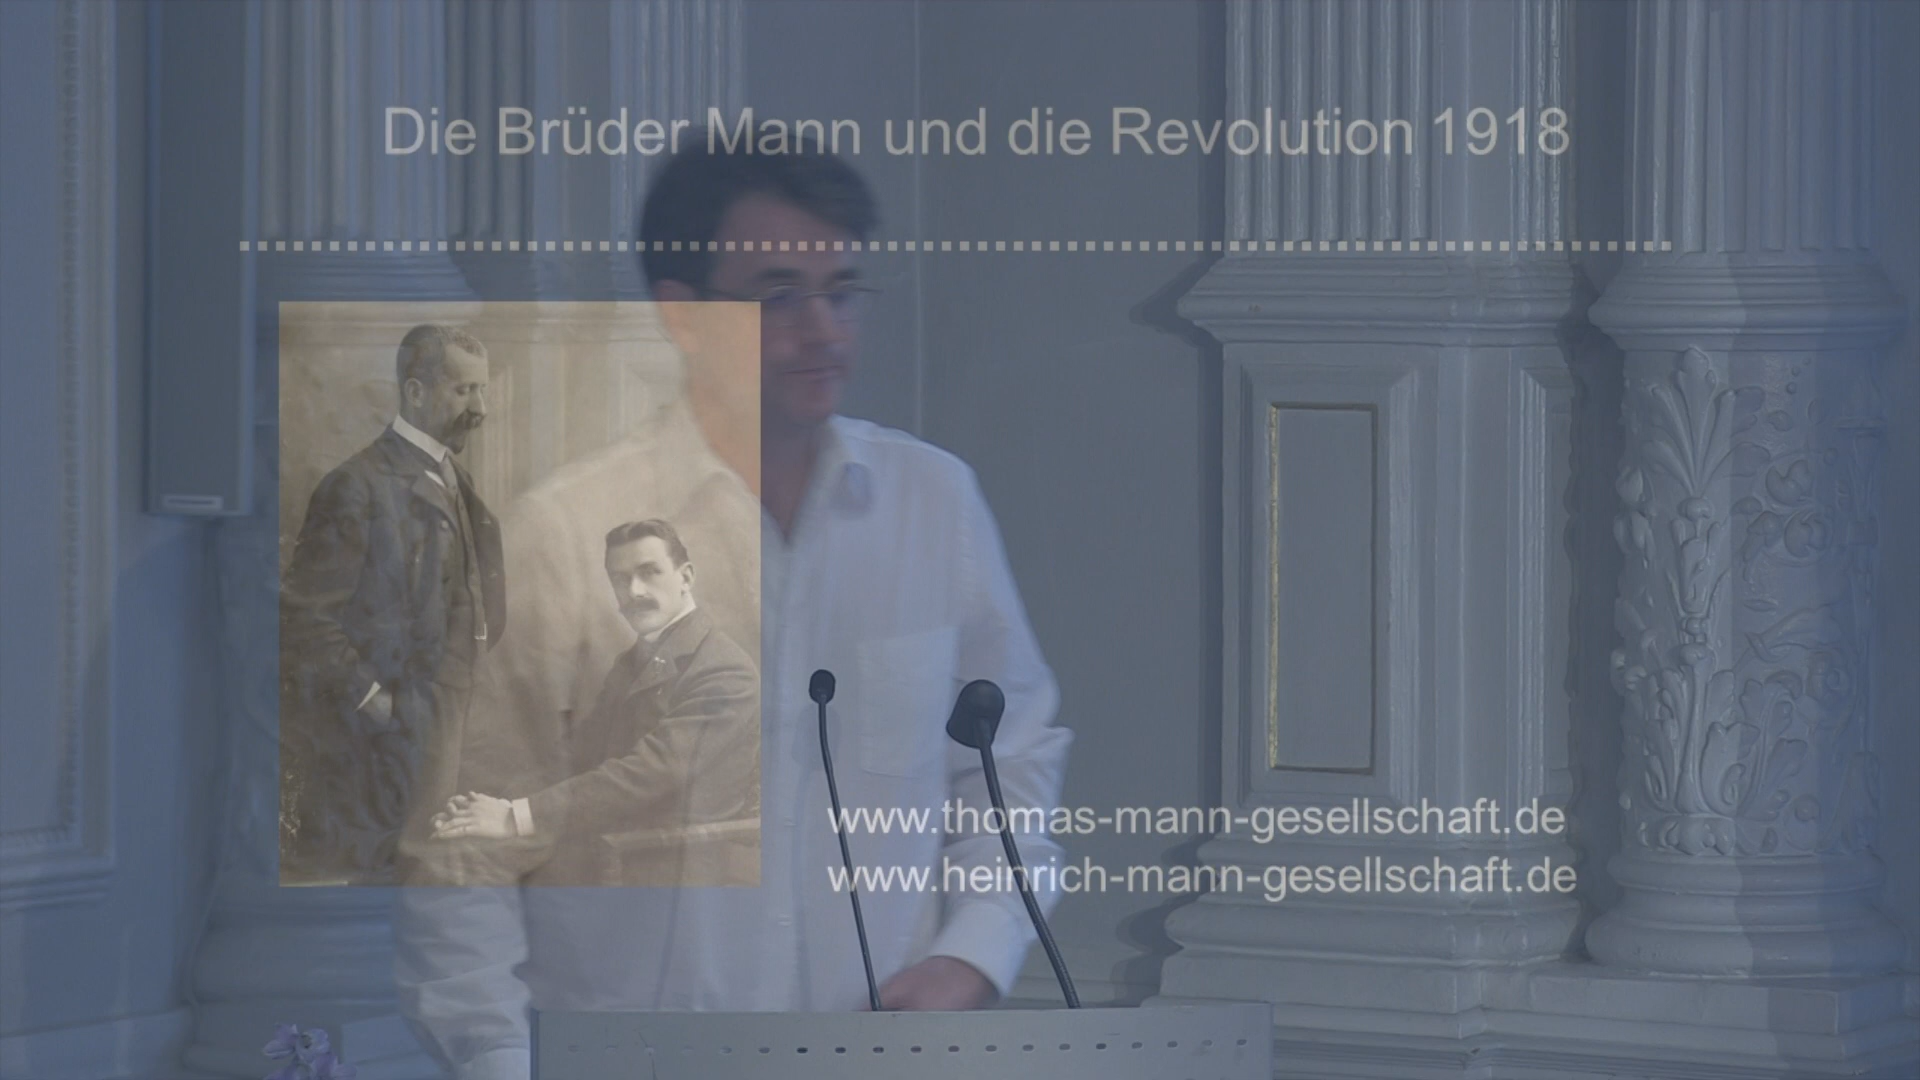 Die Brüder Mann und die Revolution 1918
www.thomas-mann-gesellschaft.de
www.heinrich-mann-gesellschaft.de